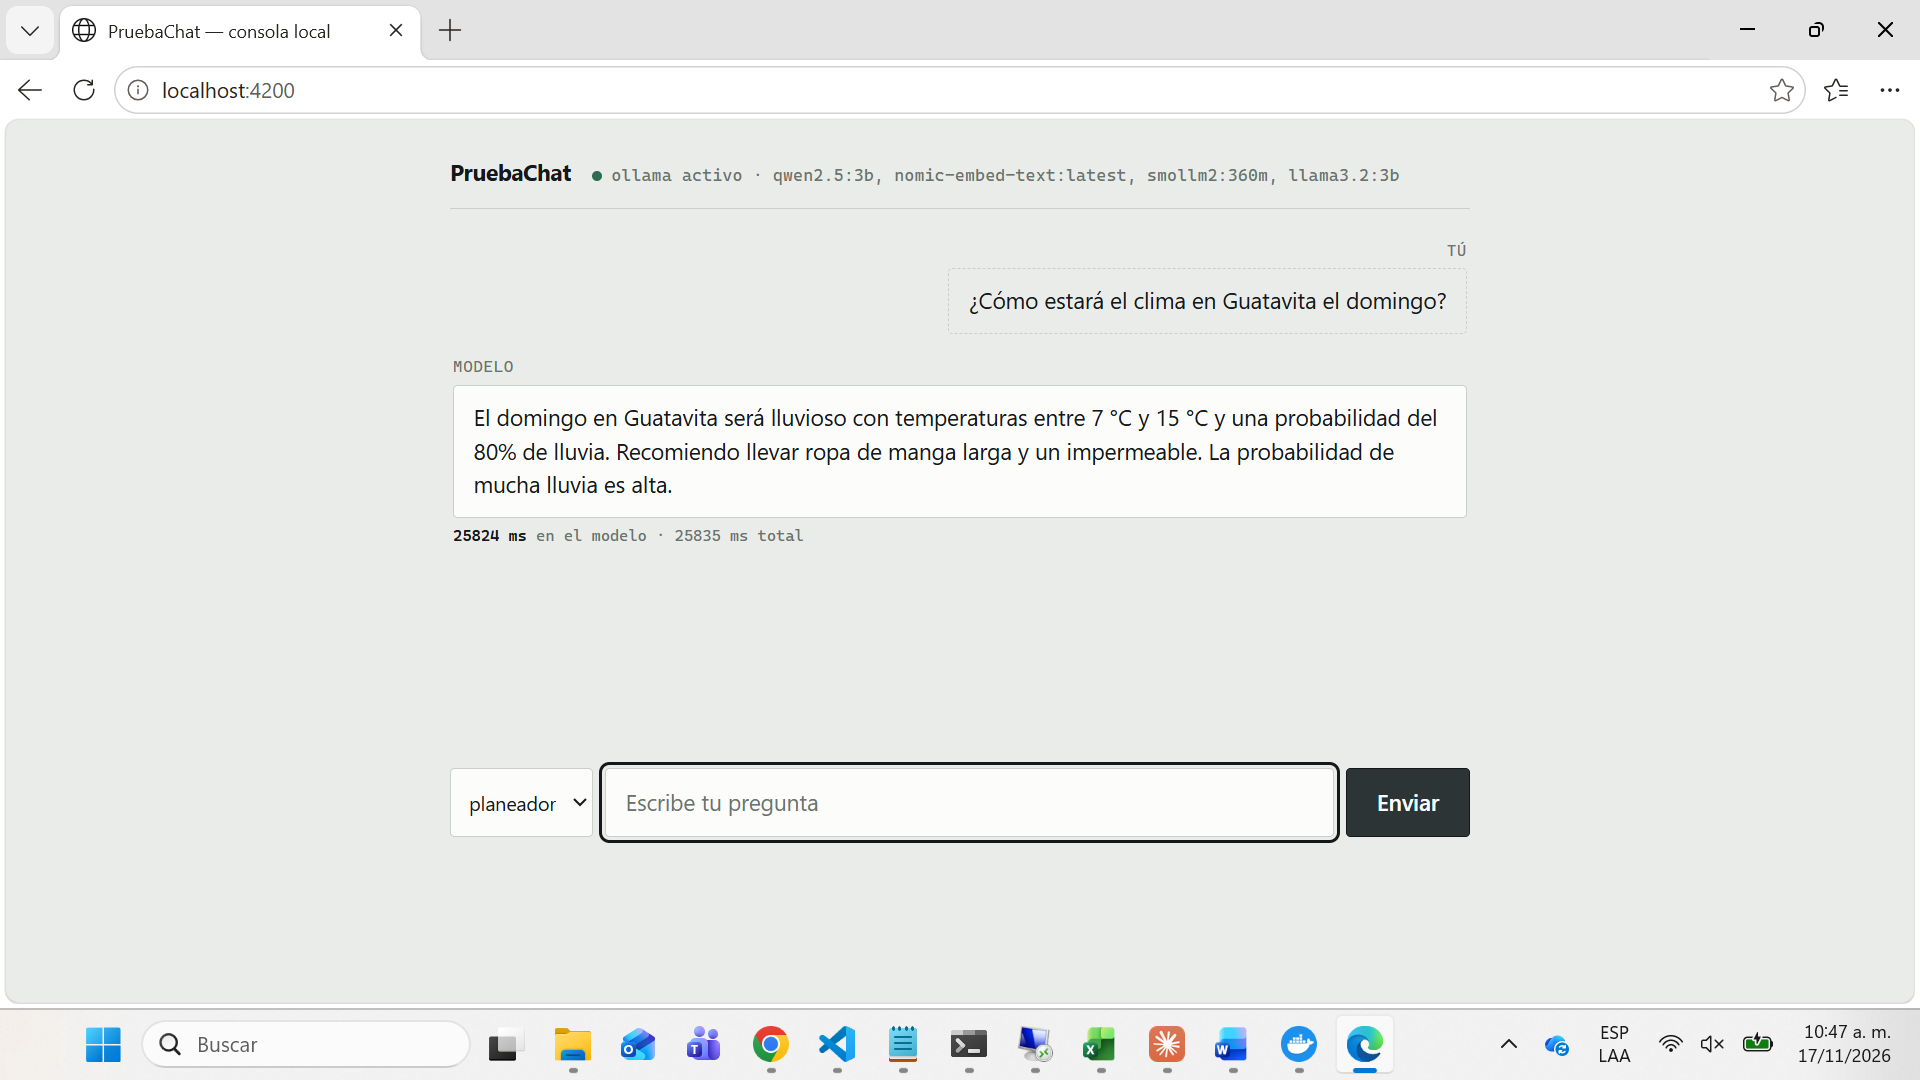 PruebaChat — consola local
localhost:4200
PruebaChat ollama activo · qwen2.5:3b, nomic-embed-text:latest, smollm2:360m, llama3.2:3b
TÚ
¿Cómo estará el clima en Guatavita el domingo?
MODELO
El domingo en Guatavita será lluvioso con temperaturas entre 7 °C y 15 °C y una probabilidad del
80% de lluvia. Recomiendo llevar ropa de manga larga y un impermeable. La probabilidad de
mucha lluvia es alta.
25824 ms en el modelo · 25835 ms total
planeador
Escribe tu pregunta
Enviar
Buscar
ESP
LAA
10:47 a. m.
17/11/2026